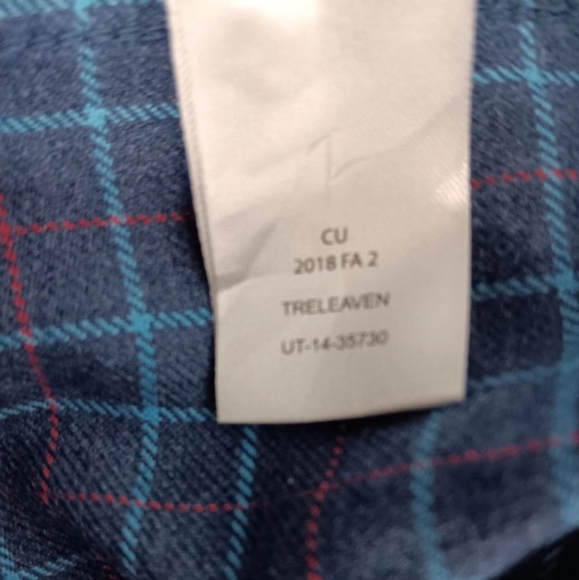 CU
2018 FA 2
TRELEAVEN
UT-14-35730